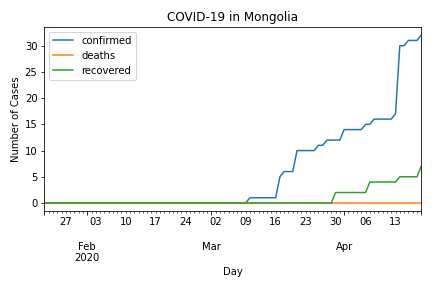 COVID-19 in Mongolia
confirmed
deaths
recovered
Number of Cases
30
25
20
15
10
5
0
27 03 10 17 24 02 09 16 23 30 06 13
Feb Mar Apr
2020
Day